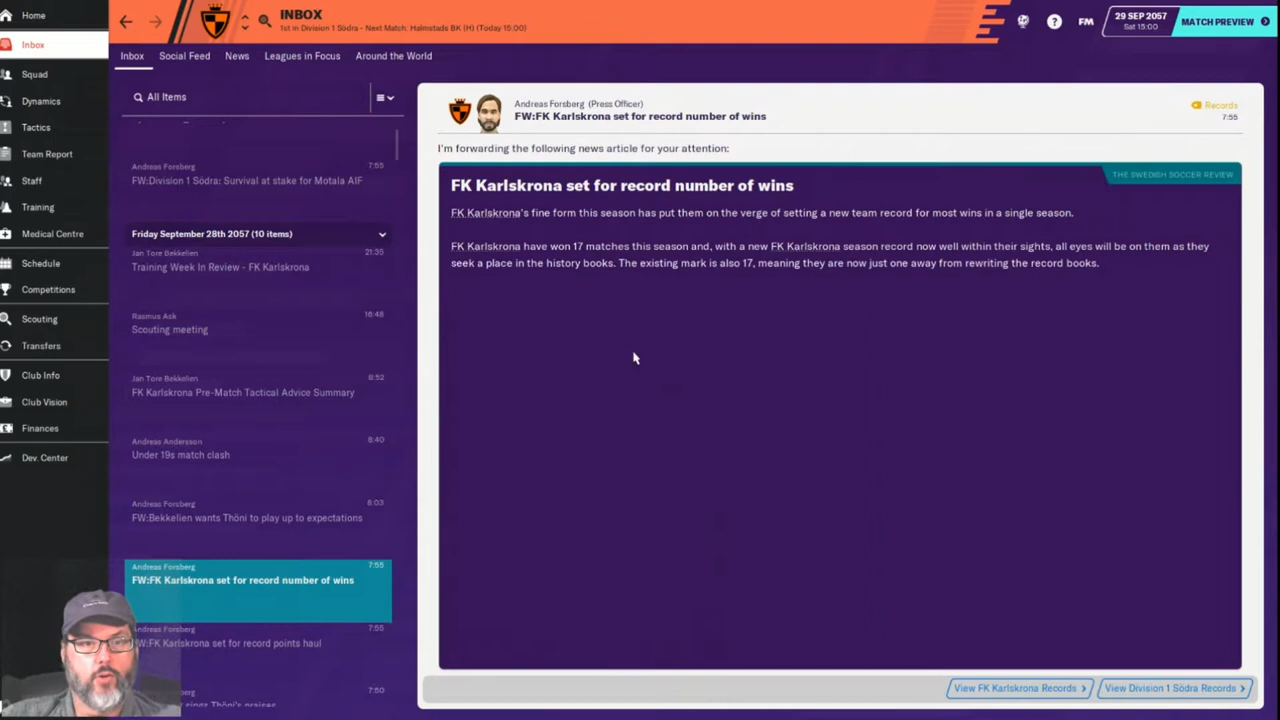 Home
Inbox
Squad
Dynamics
Tactics
Team Report
Staff
Training
Medical Centre
Schedule
Competitions
Scouting
Transfers
Club Info
Club Vision
Finances
Dev. Center
INBOX
1st in Division 1 Södra - Next Match: Halmstads BK (H) (Today 15:00)
FM
29 SEP 2057
Sat 15:00
MATCH PREVIEW
Inbox Social Feed News Leagues in Focus Around the World
All Items
Andreas Forsberg 7:55
FW:Division 1 Södra: Survival at stake for Motala AIF
Friday September 28th 2057 (10 items)
Jan Tore Bekkelien 21:35
Training Week In Review - FK Karlskrona
Rasmus Ask 16:48
Scouting meeting
Jan Tore Bekkelien 8:52
FK Karlskrona Pre-Match Tactical Advice Summary
Andreas Andersson 8:40
Under 19s match clash
Andreas Forsberg 8:03
FW:Bekkelien wants Thöni to play up to expectations
Andreas Forsberg 7:55
FW:FK Karlskrona set for record number of wins
Andreas Forsberg 7:55
FW:FK Karlskrona set for record points haul
Forsberg 7:50
sings Thöni's praises
Andreas Forsberg (Press Officer)
FW:FK Karlskrona set for record number of wins
Records
7:55
I'm forwarding the following news article for your attention:
THE SWEDISH SOCCER REVIEW
FK Karlskrona set for record number of wins
FK Karlskrona's fine form this season has put them on the verge of setting a new team record for most wins in a single season.
FK Karlskrona have won 17 matches this season and, with a new FK Karlskrona season record now well within their sights, all eyes will be on them as they
seek a place in the history books. The existing mark is also 17, meaning they are now just one away from rewriting the record books.
View FK Karlskrona Records
View Division 1 Södra Records